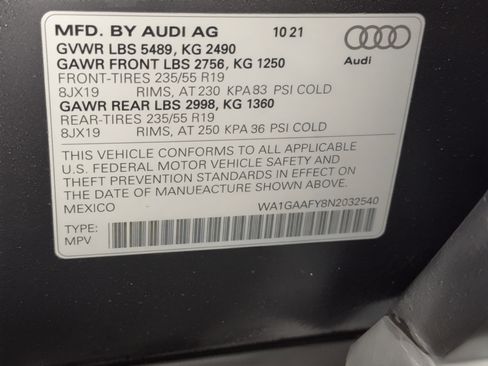 MFD. BY AUDI AG 10 21
GVWR LBS 5489, KG 2490
GAWR FRONT LBS 2756, KG 1250
Audi
FRONT-TIRES 235/55 R19
8JX19 RIMS, AT 230 KPA 83 PSI COLD
GAWR REAR LBS 2998, KG 1360
REAR-TIRES 235/55 R19
8JX19 RIMS, AT 250 KPA 36 PSI COLD
THIS VEHICLE CONFORMS TO ALL APPLICABLE
U.S. FEDERAL MOTOR VEHICLE SAFETY AND
THEFT PREVENTION STANDARDS IN EFFECT ON
THE DATE OF MANUFACTURE SHOWN ABOVE.
MEXICO WA1GAAFY8N2032540
TYPE:
MPV